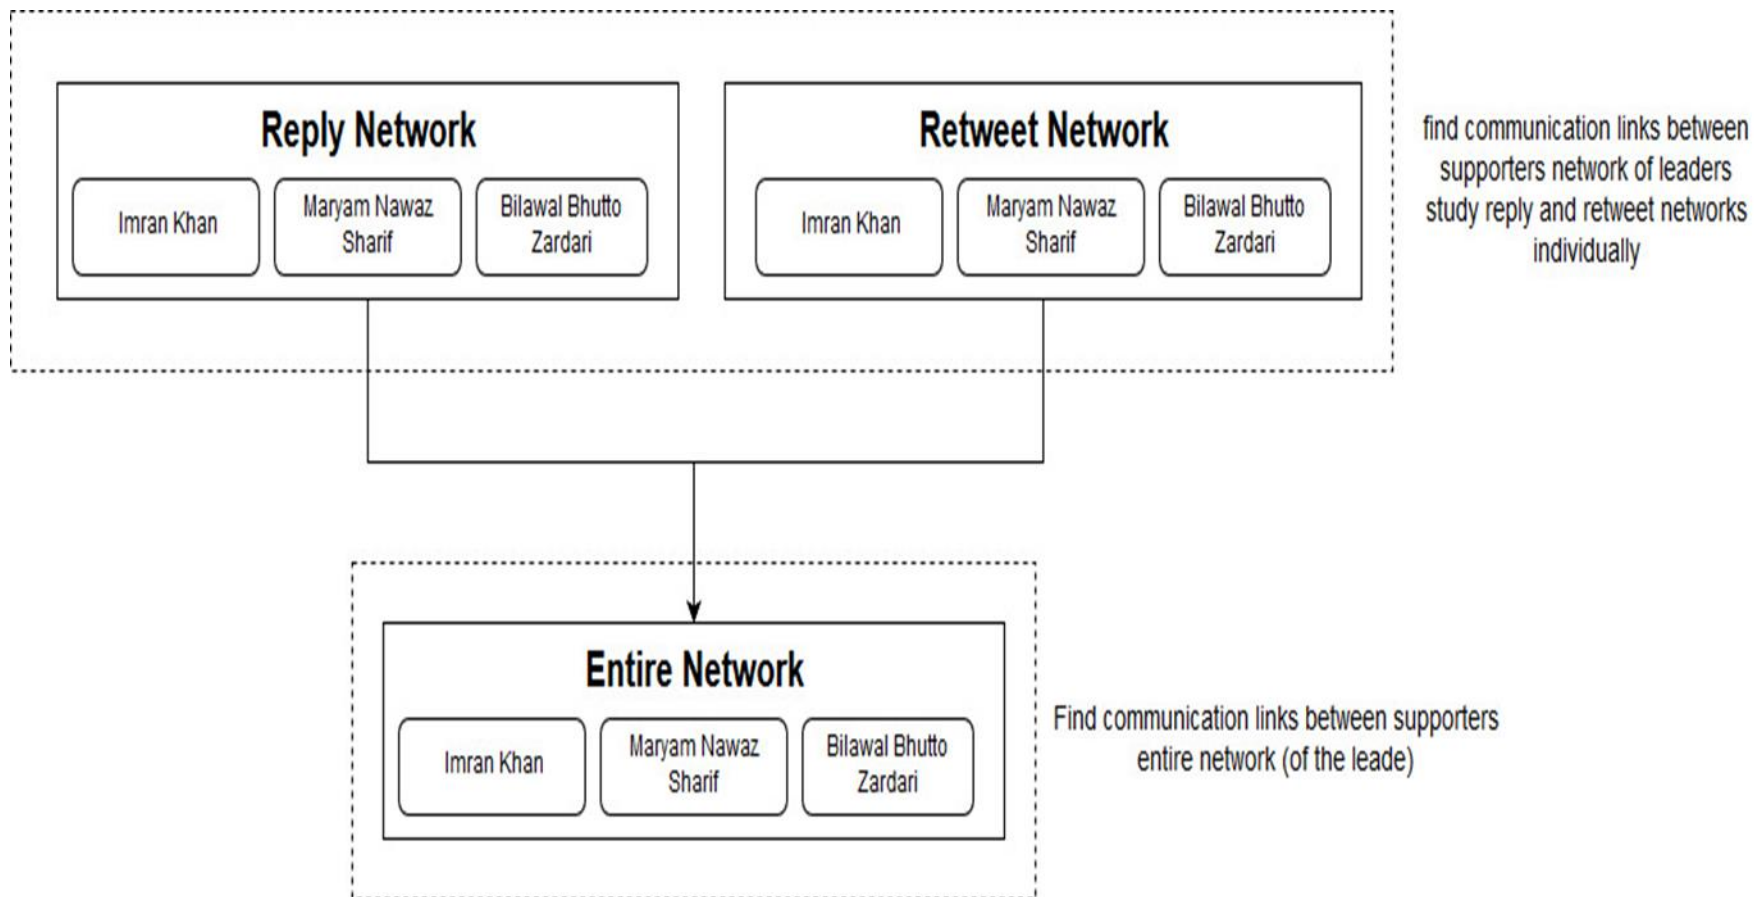 Reply Network
Imran Khan
Maryam Nawaz
Sharif
Bilawal Bhutto
Zardari
Retweet Network
Imran Khan
Maryam Nawaz
Sharif
Bilawal Bhutto
Zardari
find communication links between
supporters network of leaders
study reply and retweet networks
individually
Entire Network
Imran Khan
Maryam Nawaz
Sharif
Bilawal Bhutto
Zardari
Find communication links between supporters
entire network (of the leade)